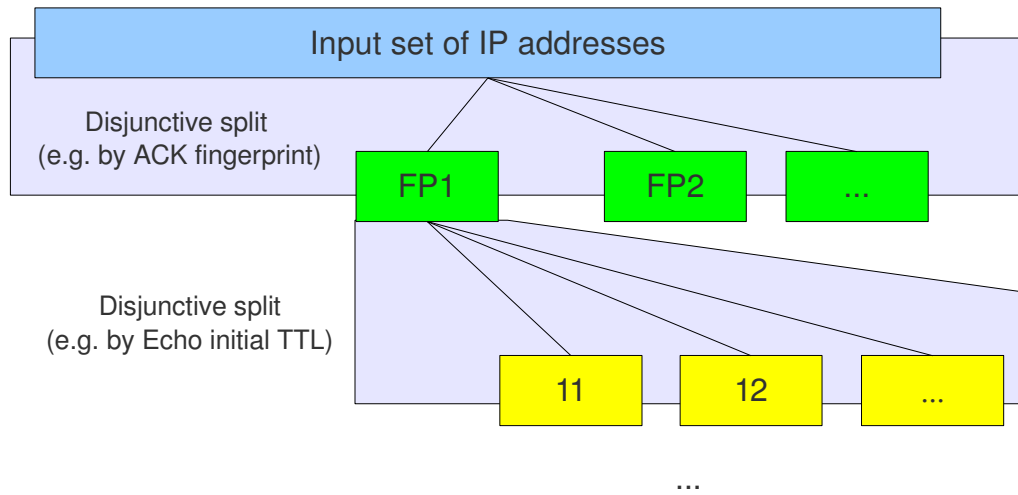 Input set of IP addresses
Disjunctive split
(e.g. by ACK fingerprint)
FP1
FP2
...
Disjunctive split
(e.g. by Echo initial TTL)
11
12
...
...